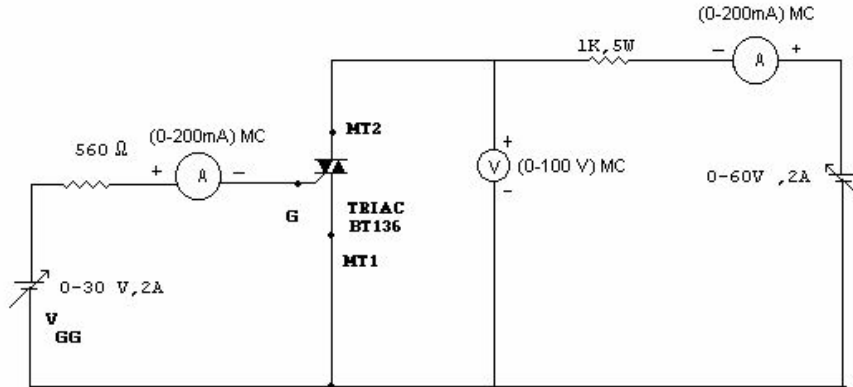 (0-200mA) MC
1K,5W
− A +
MT2
(0-200mA) MC
560 Ω
+ A −
+
V (0-100 V) MC
−
0-60V ,2A
G
TRIAC
BT136
MT1
0-30 V,2A
V
GG